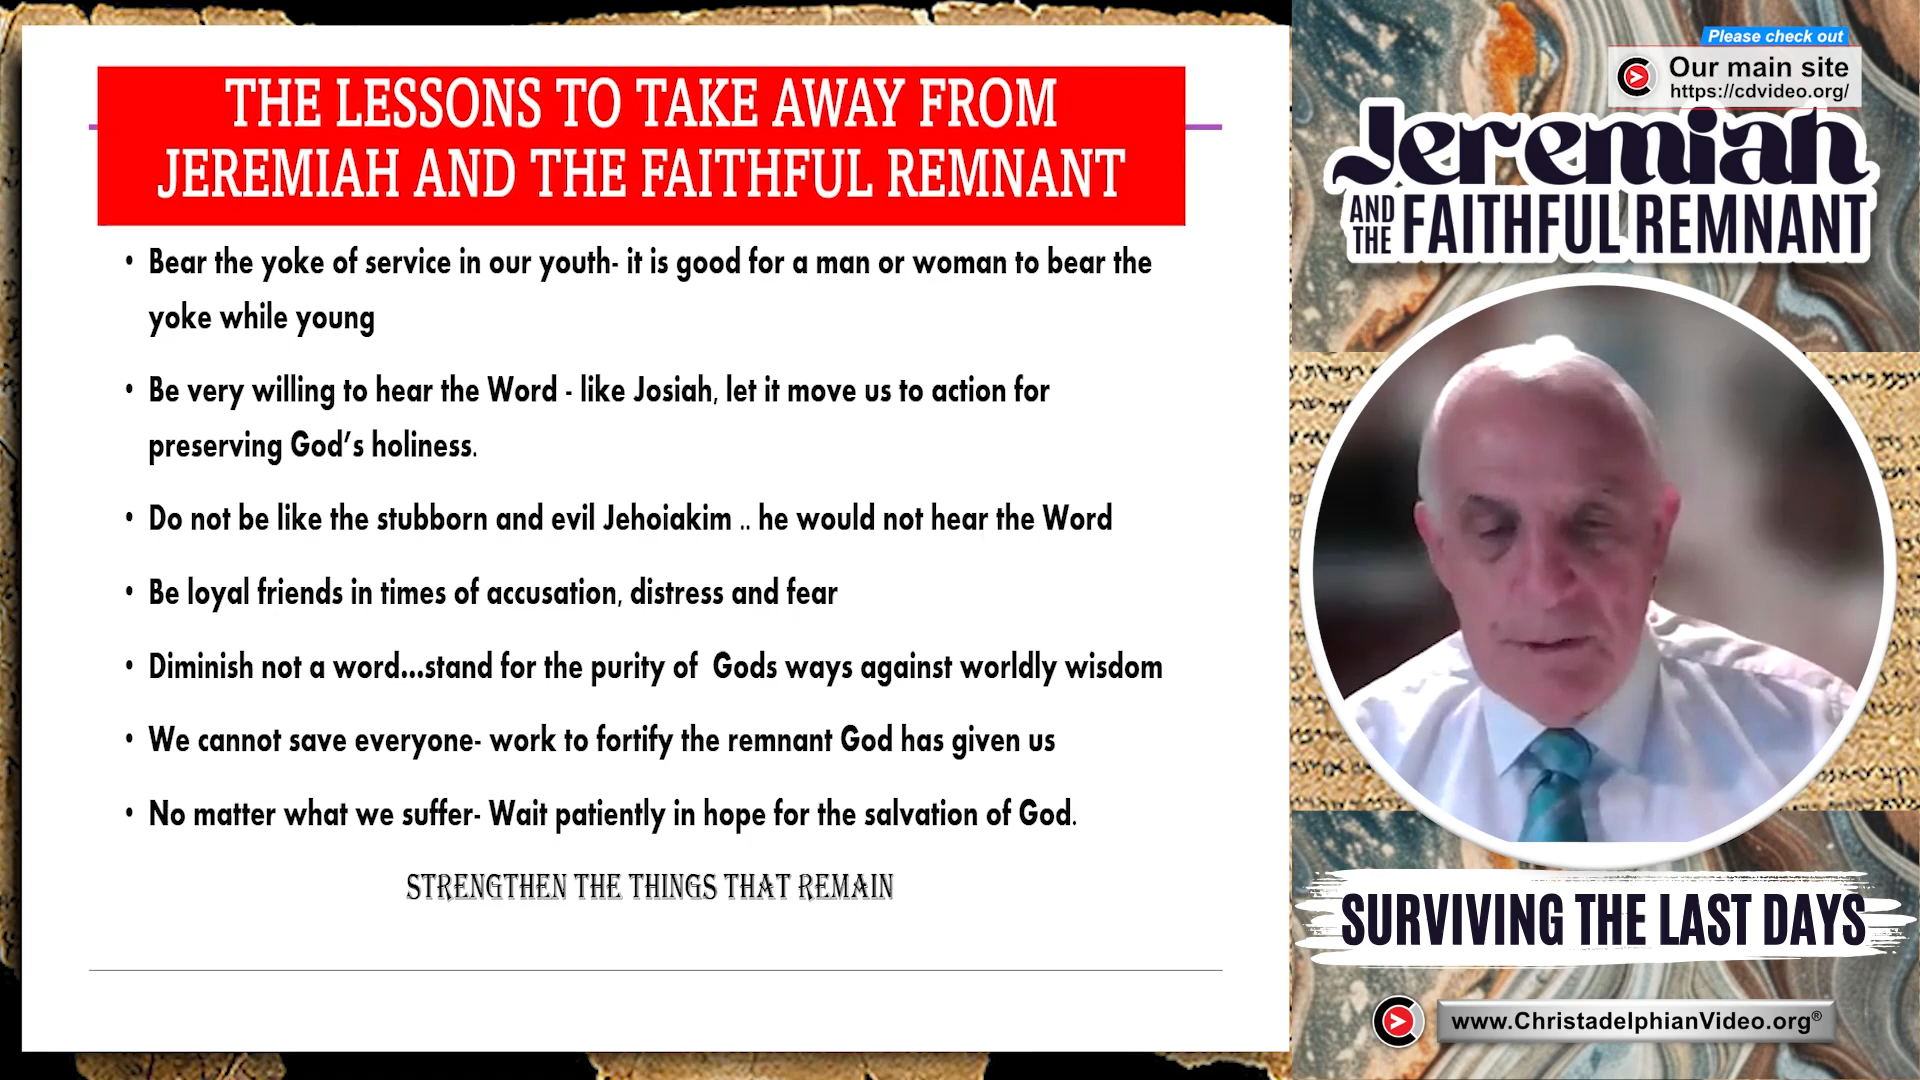 THE LESSONS TO TAKE AWAY FROM
JEREMIAH AND THE FAITHFUL REMNANT
• Bear the yoke of service in our youth- it is good for a man or woman to bear the
yoke while young
• Be very willing to hear the Word - like Josiah, let it move us to action for
preserving God's holiness.
• Do not be like the stubborn and evil Jehoiakim .. he would not hear the Word
• Be loyal friends in times of accusation, distress and fear
• Diminish not a word...stand for the purity of Gods ways against worldly wisdom
• We cannot save everyone- work to fortify the remnant God has given us
• No matter what we suffer- Wait patiently in hope for the salvation of God.
STRENGTHEN THE THINGS THAT REMAIN
Please check out
Our main site
https://cdvideo.org/
Jeremiah
AND THE FAITHFUL REMNANT
SURVIVING THE LAST DAYS
www.ChristadelphianVideo.org®